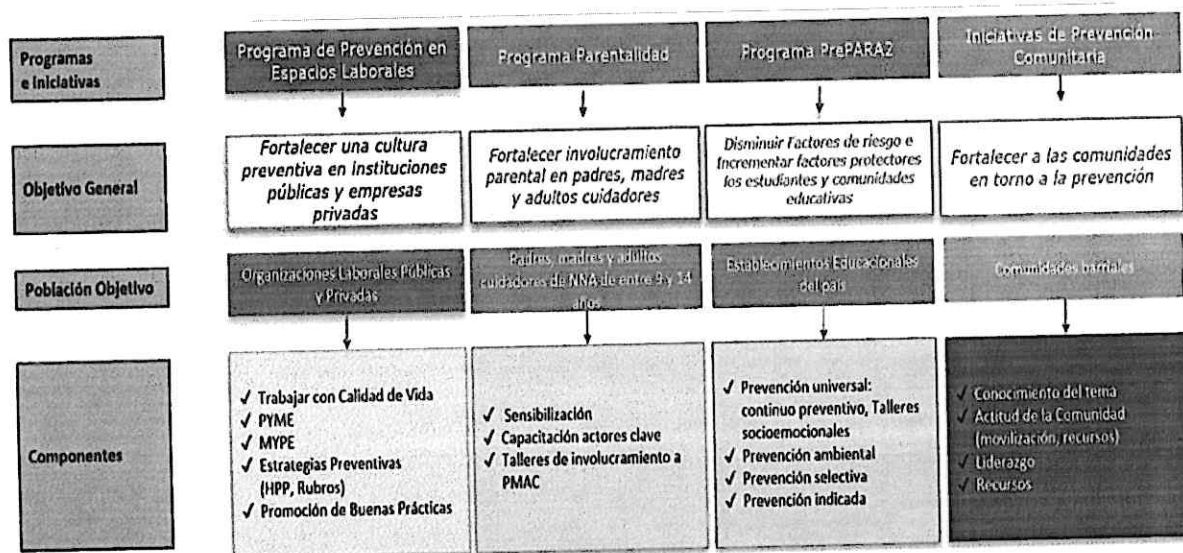 Programas
e Iniciativas
Programa de Prevención en
Espacios Laborales
Programa Parentalidad
Programa PrePARA2
Iniciativas de Prevención
Comunitaria
Objetivo General
Fortalecer una cultura
preventiva en instituciones
públicas y empresas
privadas
Fortalecer involucramiento
parental en padres, madres
y adultos cuidadores
Disminuir Factores de riesgo e
Incrementar factores protectores
los estudiantes y comunidades
educativas
Fortalecer a las comunidades
en torno a la prevención
Población Objetivo
Organizaciones Laborales Públicas
y Privadas
Padres, madres y adultos
cuidadores de NNA de entre 9 y 14
años
Establecimientos Educacionales
del país
Comunidades barriales
Componentes
✓ Trabajar con Calidad de Vida
✓ PYME
✓ MYPE
✓ Estrategias Preventivas
(HPP, Rubros)
✓ Promoción de Buenas Prácticas
✓ Sensibilización
✓ Capacitación actores clave
✓ Talleres de involucramiento a
PMAC
✓ Prevención universal:
continuo preventivo, Talleres
socioemocionales
✓ Prevención ambiental
✓ Prevención selectiva
✓ Prevención indicada
✓ Conocimiento del tema
✓ Actitud de la Comunidad
(movilización, recursos)
✓ Liderazgo
✓ Recursos